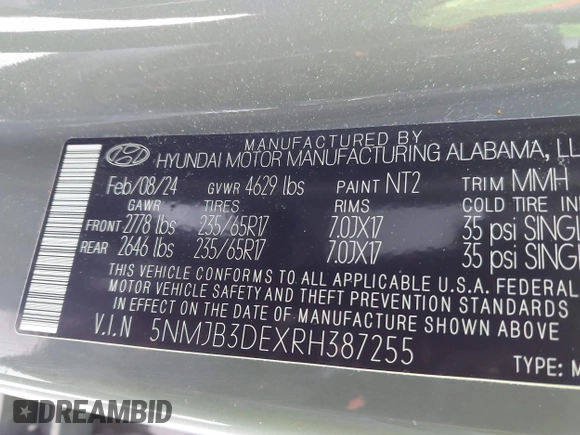 MANUFACTURED BY
HYUNDAI MOTOR MANUFACTURING ALABAMA,
Feb/08/24 GVWR 4629 lbs PAINT NT2 TRIM MMH
GAWR TIRES COLD TIRE
FRONT 2778 lbs 235/65R17 7.0JX17 35 psi
REAR 2646 lbs 235/65R17 7.0JX17 35 psi
THIS VEHICLE CONFORMS TO ALL APPLICABLE U.S.A. FEDERAL
MOTOR VEHICLE SAFETY AND THEFT PREVENTION STANDARDS
IN EFFECT ON THE DATE OF MANUFACTURE SHOWN ABOVE.
V.I.N 5NMJB3DEXRH387255
TYPE:
DREAMBID